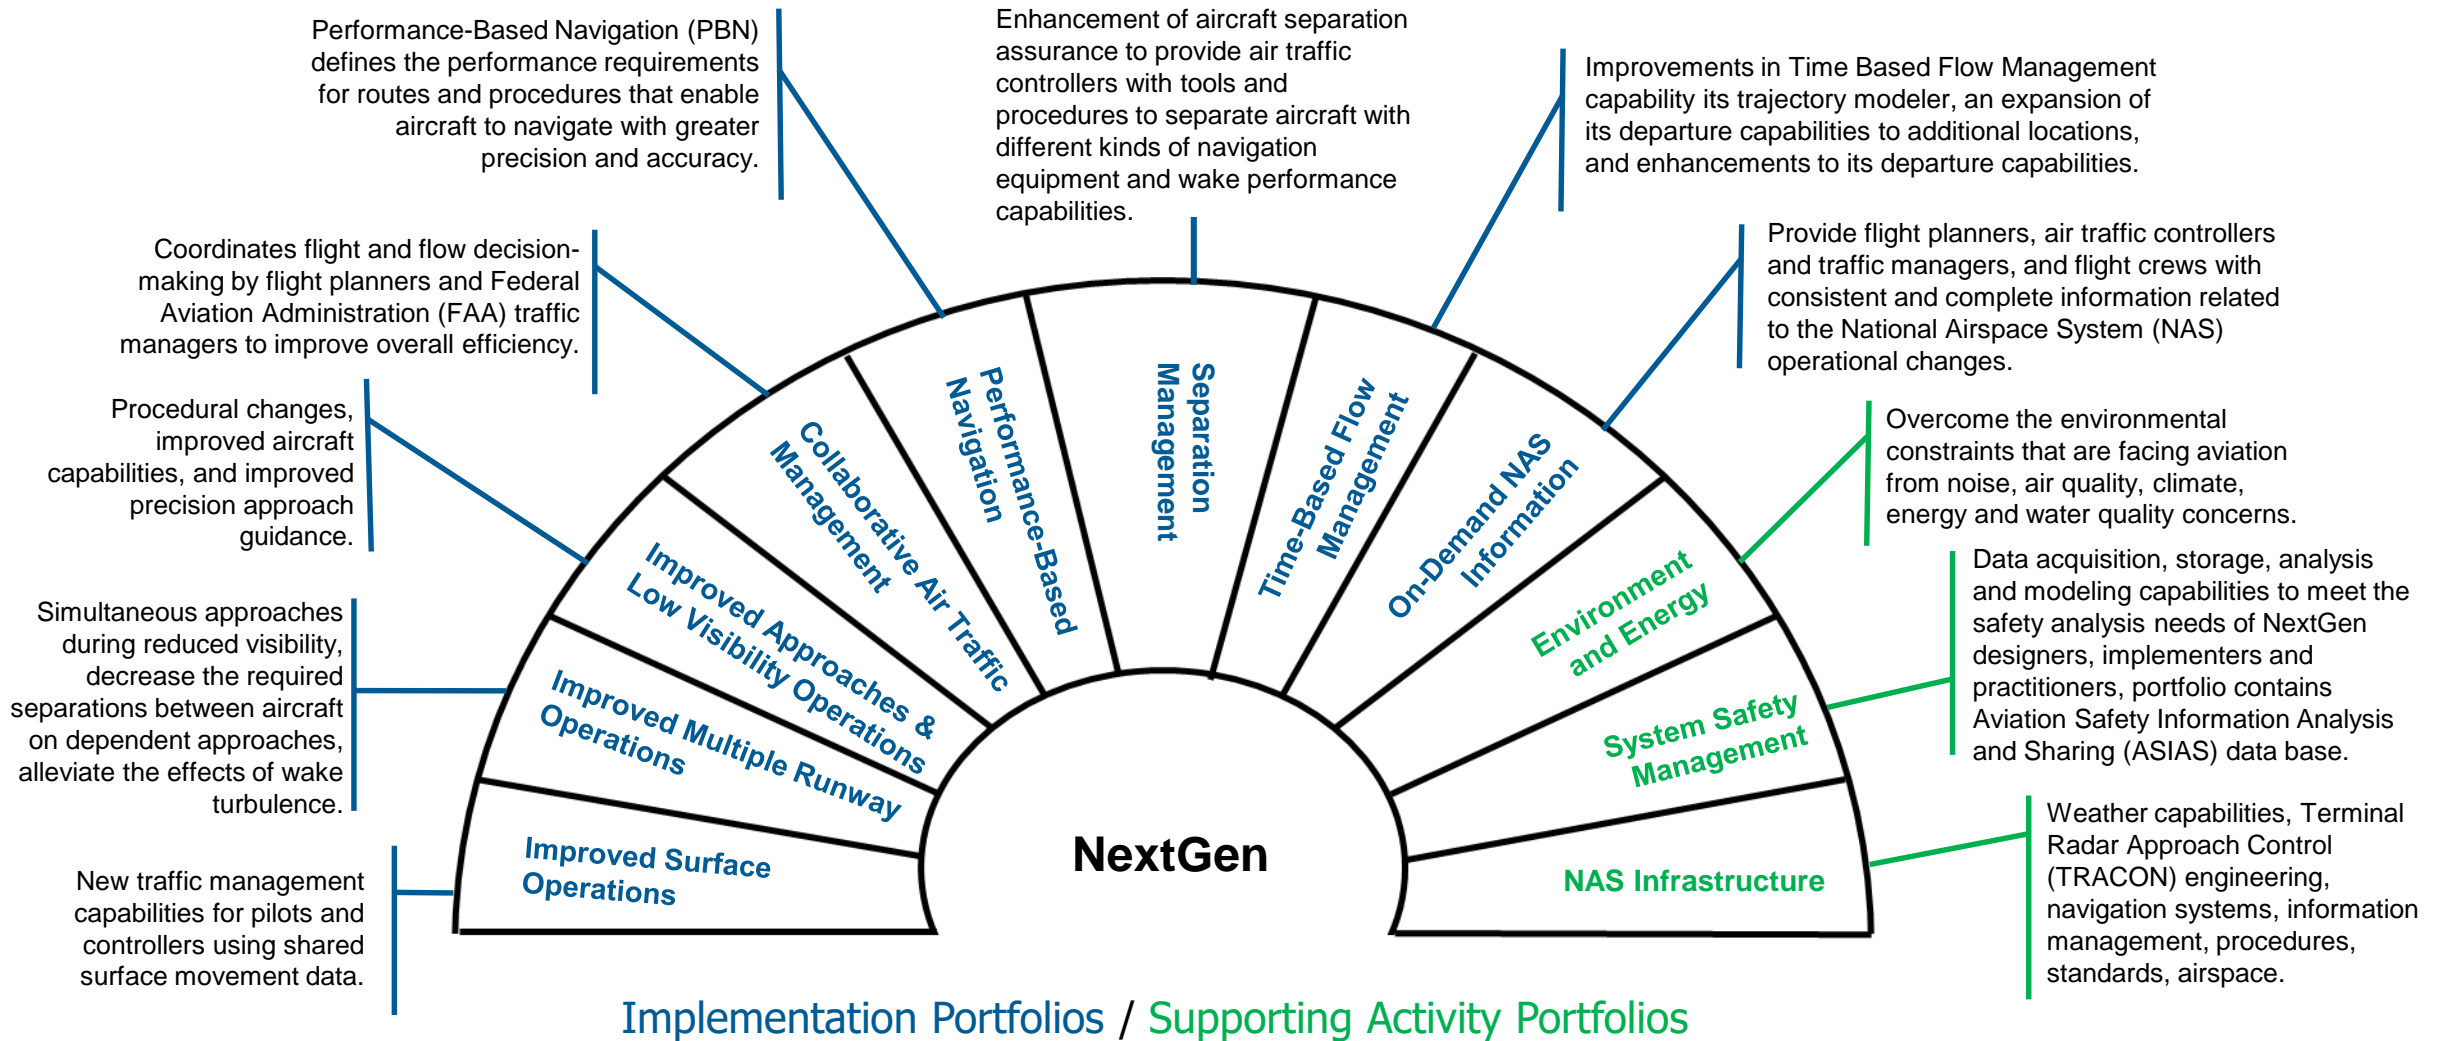 Performance-Based Navigation (PBN)
defines the performance requirements
for routes and procedures that enable
aircraft to navigate with greater
precision and accuracy.
Enhancement of aircraft separation
assurance to provide air traffic
controllers with tools and
procedures to separate aircraft with
different kinds of navigation
equipment and wake performance
capabilities.
Improvements in Time Based Flow Management
capability its trajectory modeler, an expansion of
its departure capabilities to additional locations,
and enhancements to its departure capabilities.
Coordinates flight and flow decision-
making by flight planners and Federal
Aviation Administration (FAA) traffic
managers to improve overall efficiency.
Provide flight planners, air traffic controllers
and traffic managers, and flight crews with
consistent and complete information related
to the National Airspace System (NAS)
operational changes.
Procedural changes,
improved aircraft
capabilities, and improved
precision approach
guidance.
Overcome the environmental
constraints that are facing aviation
from noise, air quality, climate,
energy and water quality concerns.
Simultaneous approaches
during reduced visibility,
decrease the required
separations between aircraft
on dependent approaches,
alleviate the effects of wake
turbulence.
Data acquisition, storage, analysis
and modeling capabilities to meet the
safety analysis needs of NextGen
designers, implementers and
practitioners, portfolio contains
Aviation Safety Information Analysis
and Sharing (ASIAS) data base.
New traffic management
capabilities for pilots and
controllers using shared
surface movement data.
Weather capabilities, Terminal
Radar Approach Control
(TRACON) engineering,
navigation systems, information
management, procedures,
standards, airspace.
Improved Surface
Operations
Improved Multiple Runway
Operations
Improved Approaches &
Low Visibility Operations
Collaborative Air Traffic
Management
Performance-Based
Navigation
Separation
Management
Time-Based Flow
Management
On-Demand NAS
Information
Environment
and Energy
System Safety
Management
NAS Infrastructure
NextGen
Implementation Portfolios / Supporting Activity Portfolios